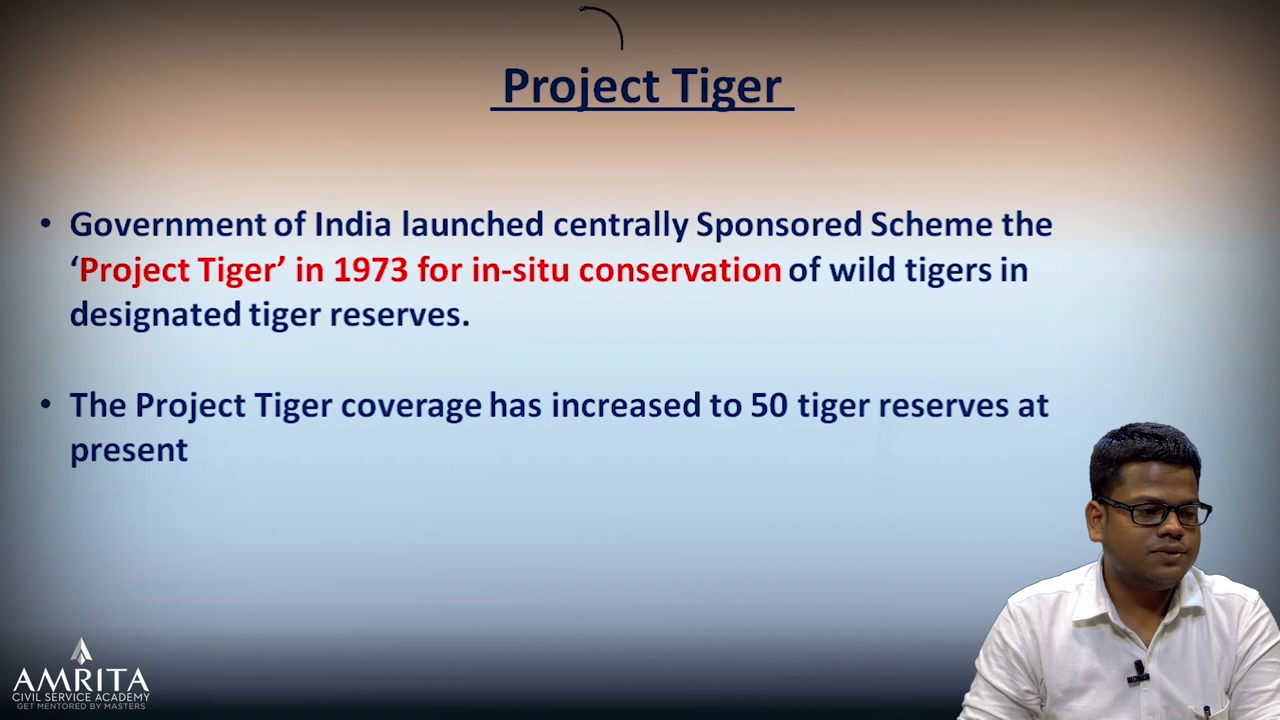 Project Tiger
• Government of India launched centrally Sponsored Scheme the
‘Project Tiger’ in 1973 for in-situ conservation of wild tigers in
designated tiger reserves.
• The Project Tiger coverage has increased to 50 tiger reserves at
present
AMRITA
CIVIL SERVICE ACADEMY
GET MENTORED BY MASTERS